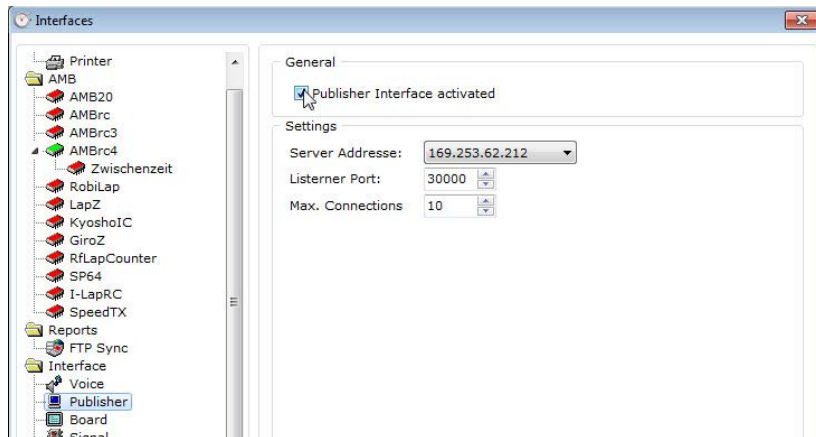 Interfaces
Printer
AMB
AMB20
AMBrc
AMBrc3
AMBrc4
Zwischenzeit
RobiLap
LapZ
KyoshoIC
GiroZ
RfLapCounter
SP64
I-LapRC
SpeedTX
Reports
FTP Sync
Interface
Voice
Publisher
Board
Signal
General
Publisher Interface activated
Settings
Server Addresse: 169.253.62.212
Listerner Port: 30000
Max. Connections 10